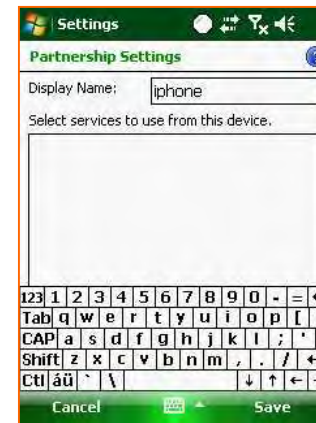 Settings
Partnership Settings
Display Name: iphone
Select services to use from this device.
123 1 2 3 4 5 6 7 8 9 0 - =
Tab q w e r t y u i o p [
CAP a s d f g h j k l ; '
Shift z x c v b n m , . /
Ctl áü ` \ ↓ ↑ ←
Cancel Save